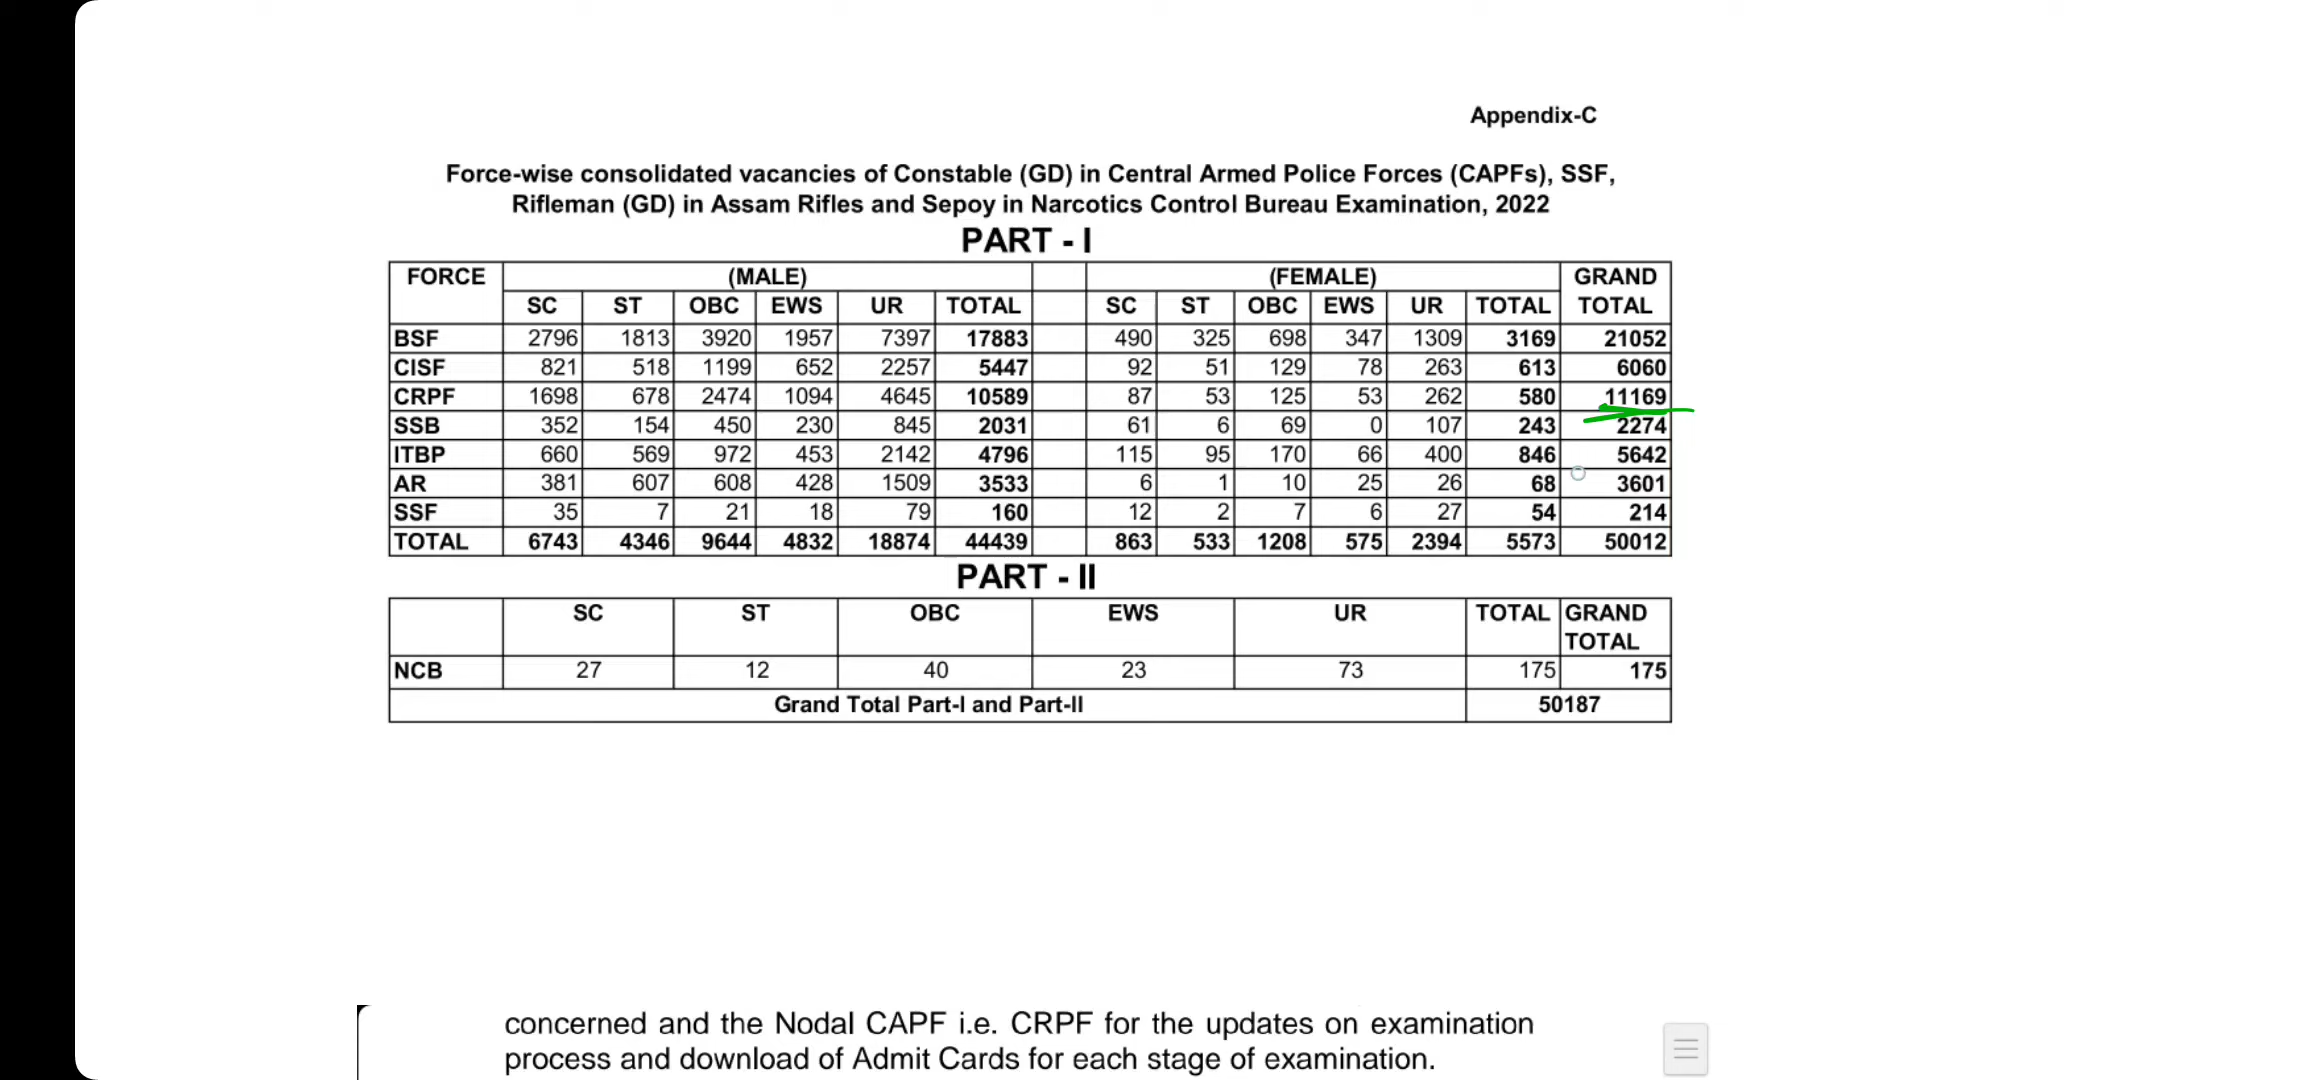 Appendix-C
Force-wise consolidated vacancies of Constable (GD) in Central Armed Police Forces (CAPFs), SSF,
Rifleman (GD) in Assam Rifles and Sepoy in Narcotics Control Bureau Examination, 2022
PART - I
FORCE (MALE) (FEMALE) GRAND
SC ST OBC EWS UR TOTAL SC ST OBC EWS UR TOTAL TOTAL
BSF 2796 1813 3920 1957 7397 17883 490 325 698 347 1309 3169 21052
CISF 821 518 1199 652 2257 5447 92 51 129 78 263 613 6060
CRPF 1698 678 2474 1094 4645 10589 87 53 125 53 262 580 11169
SSB 352 154 450 230 845 2031 61 6 69 0 107 243 2274
ITBP 660 569 972 453 2142 4796 115 95 170 66 400 846 5642
AR 381 607 608 428 1509 3533 6 1 10 25 26 68 3601
SSF 35 7 21 18 79 160 12 2 7 6 27 54 214
TOTAL 6743 4346 9644 4832 18874 44439 863 533 1208 575 2394 5573 50012
PART - II
SC ST OBC EWS UR TOTAL GRAND
TOTAL
NCB 27 12 40 23 73 175 175
Grand Total Part-I and Part-II 50187
concerned and the Nodal CAPF i.e. CRPF for the updates on examination
process and download of Admit Cards for each stage of examination.